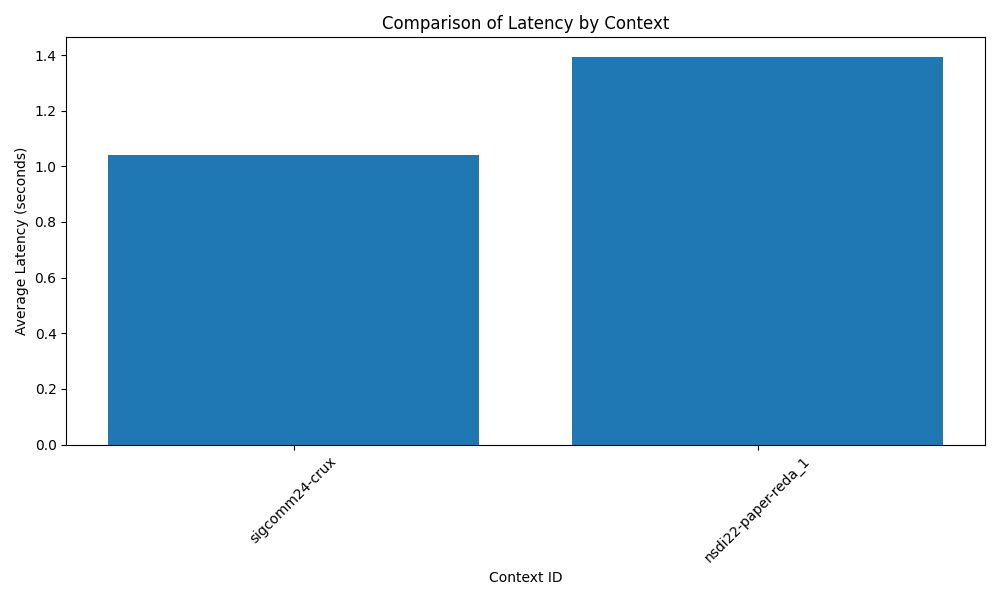 Comparison of Latency by Context
Average Latency (seconds)
1.4
1.2
1.0
0.8
0.6
0.4
0.2
0.0
sigcomm24-crux
nsdi22-paper-reda_1
Context ID